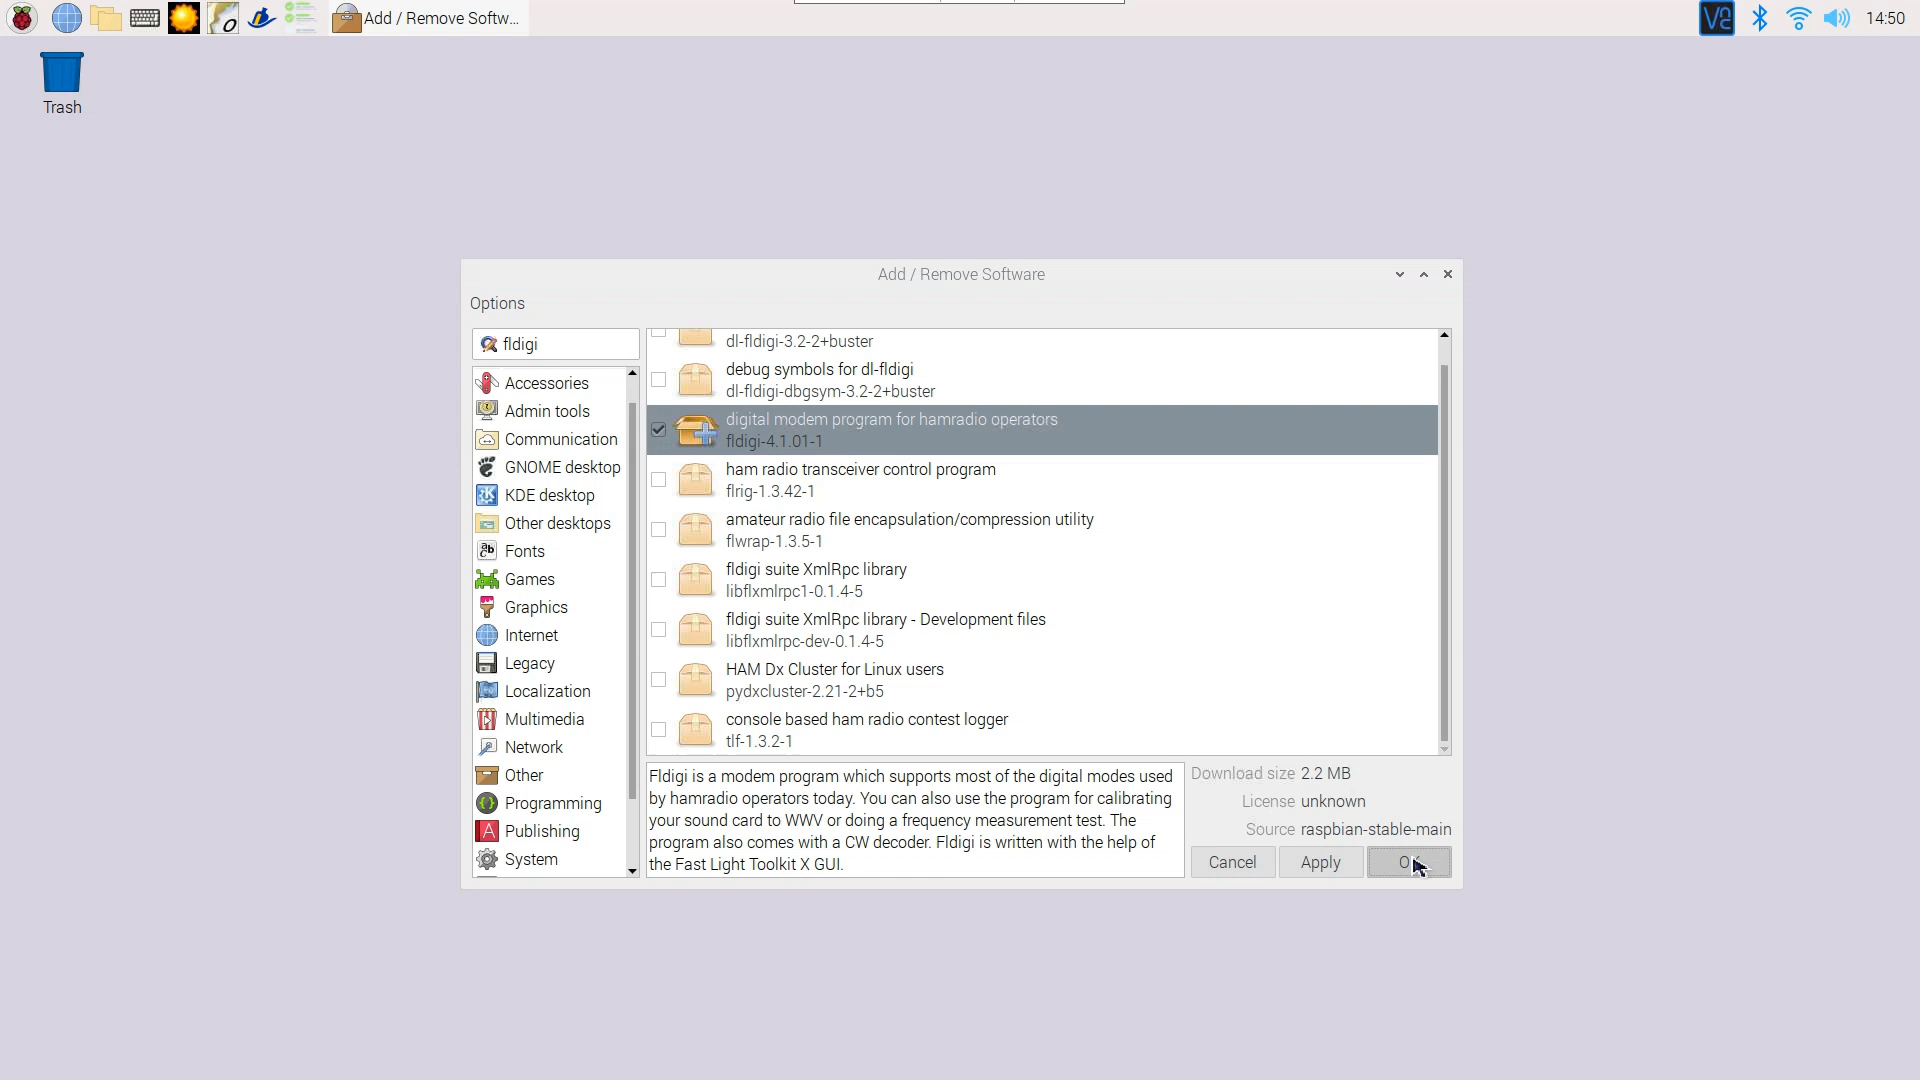 Add / Remove Softw...
14:50
Trash
Add / Remove Software
Options
fldigi
Accessories
Admin tools
Communication
GNOME desktop
KDE desktop
Other desktops
Fonts
Games
Graphics
Internet
Legacy
Localization
Multimedia
Network
Other
Programming
Publishing
System
dl-fldigi-3.2-2+buster
debug symbols for dl-fldigi
dl-fldigi-dbgsym-3.2-2+buster
digital modem program for hamradio operators
fldigi-4.1.01-1
ham radio transceiver control program
flrig-1.3.42-1
amateur radio file encapsulation/compression utility
flwrap-1.3.5-1
fldigi suite XmlRpc library
libflxmlrpc1-0.1.4-5
fldigi suite XmlRpc library - Development files
libflxmlrpc-dev-0.1.4-5
HAM Dx Cluster for Linux users
pydxcluster-2.21-2+b5
console based ham radio contest logger
tlf-1.3.2-1
Fldigi is a modem program which supports most of the digital modes used
by hamradio operators today. You can also use the program for calibrating
your sound card to WWV or doing a frequency measurement test. The
program also comes with a CW decoder. Fldigi is written with the help of
the Fast Light Toolkit X GUI.
Download size 2.2 MB
License unknown
Source raspbian-stable-main
Cancel
Apply